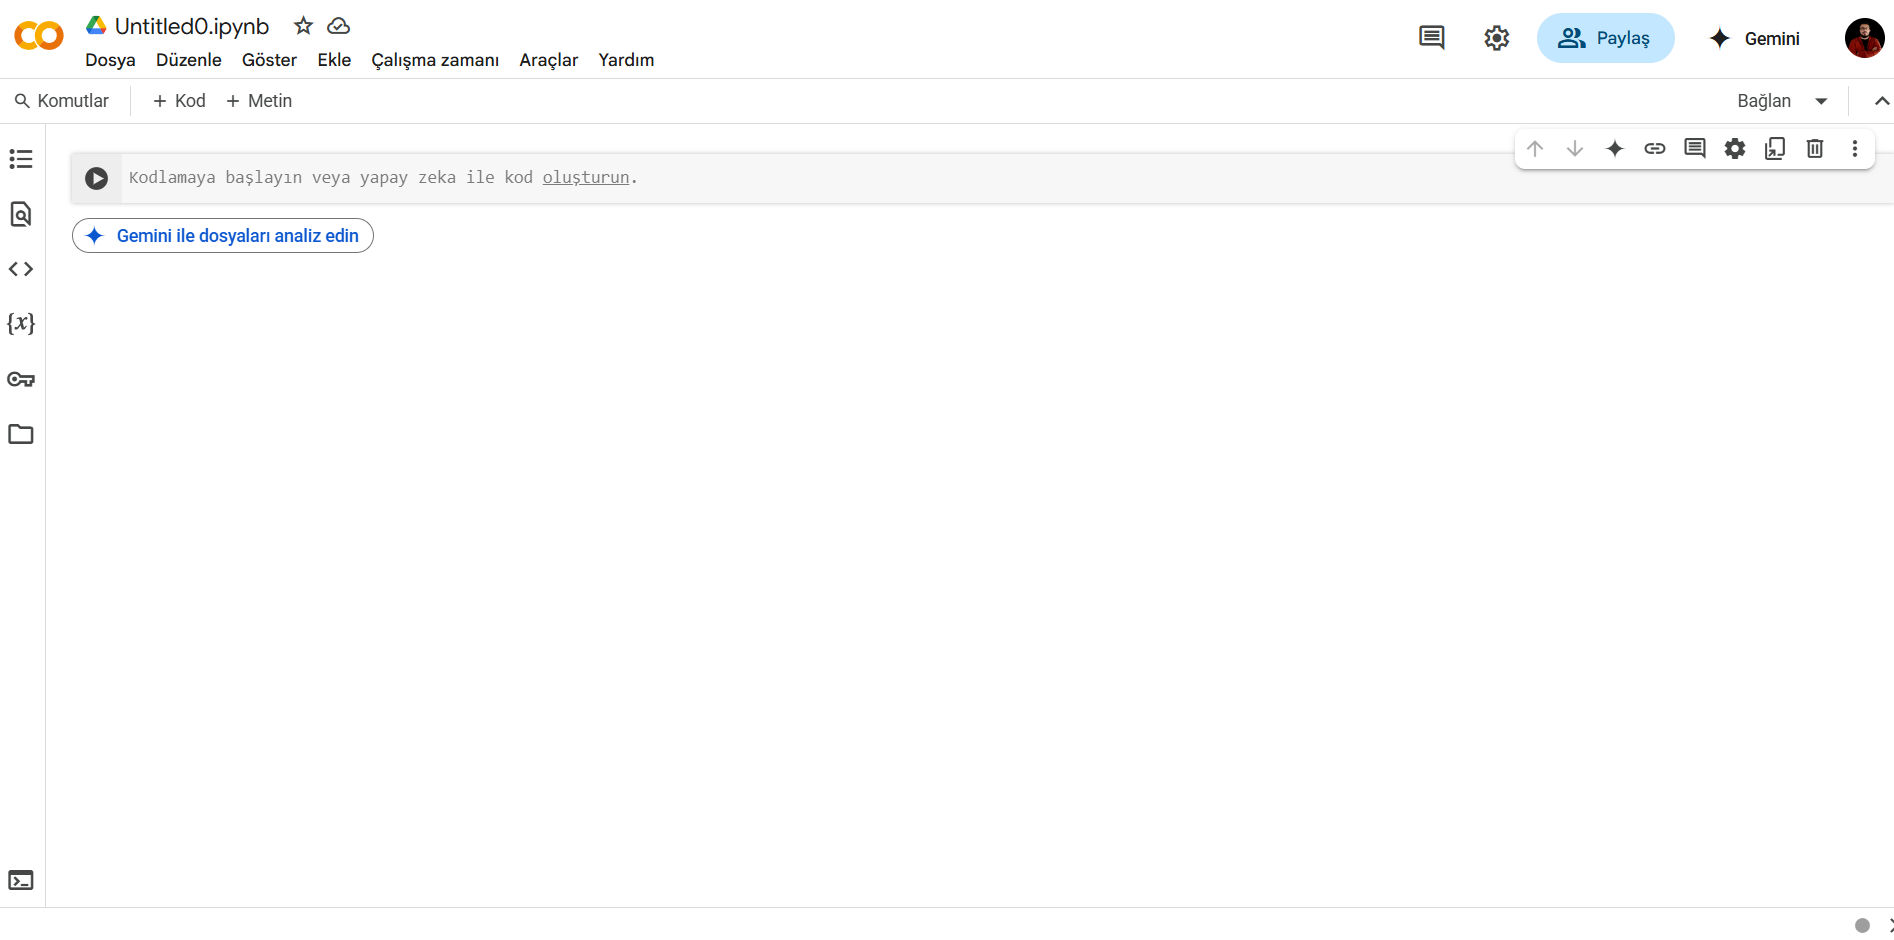 Untitled0.ipynb
Dosya Düzenle Göster Ekle Çalışma zamanı Araçlar Yardım
Paylaş
Gemini
Komutlar + Kod + Metin
Bağlan
Kodlamaya başlayın veya yapay zeka ile kod oluşturun.
Gemini ile dosyaları analiz edin